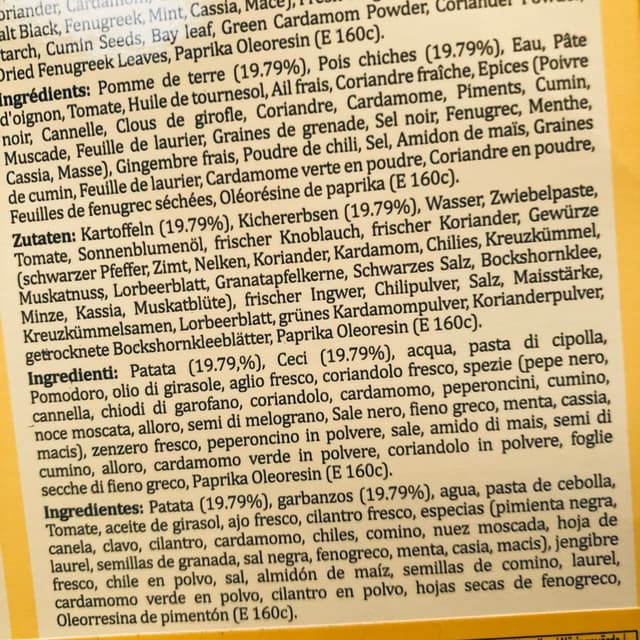 Coriander, Cardamom,
alt Black, Fenugreek, Mint, Cassia, Mace),
tarch, Cumin Seeds, Bay leaf, Green Cardamom Powder, Coriander Powder,
Dried Fenugreek Leaves, Paprika Oleoresin (E 160c).
Ingrédients: Pomme de terre (19.79%), Pois chiches (19.79%), Eau, Pâte
d'oignon, Tomate, Huile de tournesol, Ail frais, Coriandre fraîche, Epices (Poivre
noir, Cannelle, Clous de girofle, Coriandre, Cardamome, Piments, Cumin,
Muscade, Feuille de laurier, Graines de grenade, Sel noir, Fenugrec, Menthe,
Cassia, Masse), Gingembre frais, Poudre de chili, Sel, Amidon de maïs, Graines
de cumin, Feuille de laurier, Cardamome verte en poudre, Coriandre en poudre,
Feuilles de fenugrec séchées, Oléorésine de paprika (E 160c).
Zutaten: Kartoffeln (19.79%), Kichererbsen (19.79%), Wasser, Zwiebelpaste,
Tomate, Sonnenblumenöl, frischer Knoblauch, frischer Koriander, Gewürze
(schwarzer Pfeffer, Zimt, Nelken, Koriander, Kardamom, Chilies, Kreuzkümmel,
Muskatnuss, Lorbeerblatt, Granatapfelkerne, Schwarzes Salz, Bockshornklee,
Minze, Kassia, Muskatblüte), frischer Ingwer, Chilipulver, Salz, Maisstärke,
Kreuzkümmelsamen, Lorbeerblatt, grünes Kardamompulver, Korianderpulver,
getrocknete Bockshornkleeblätter, Paprika Oleoresin (E 160c).
Ingredienti: Patata (19.79,%), Ceci (19.79%), acqua, pasta di cipolla,
Pomodoro, olio di girasole, aglio fresco, coriandolo fresco, spezie (pepe nero,
cannella, chiodi di garofano, coriandolo, cardamomo, peperoncini, cumino,
noce moscata, alloro, semi di melograno, Sale nero, fieno greco, menta, cassia,
macis), zenzero fresco, peperoncino in polvere, sale, amido di mais, semi di
cumino, alloro, cardamomo verde in polvere, coriandolo in polvere, foglie
secche di fieno greco, Paprika Oleoresin (E 160c).
Ingredientes: Patata (19.79%), garbanzos (19.79%), agua, pasta de cebolla,
Tomate, aceite de girasol, ajo fresco, cilantro fresco, especias (pimienta negra,
canela, clavo, cilantro, cardamomo, chiles, comino, nuez moscada, hoja de
laurel, semillas de granada, sal negra, fenogreco, menta, casia, macis), jengibre
fresco, chile en polvo, sal, almidón de maíz, semillas de comino, laurel,
cardamomo verde en polvo, cilantro en polvo, hojas secas de fenogreco,
Oleorresina de pimentón (E 160c).